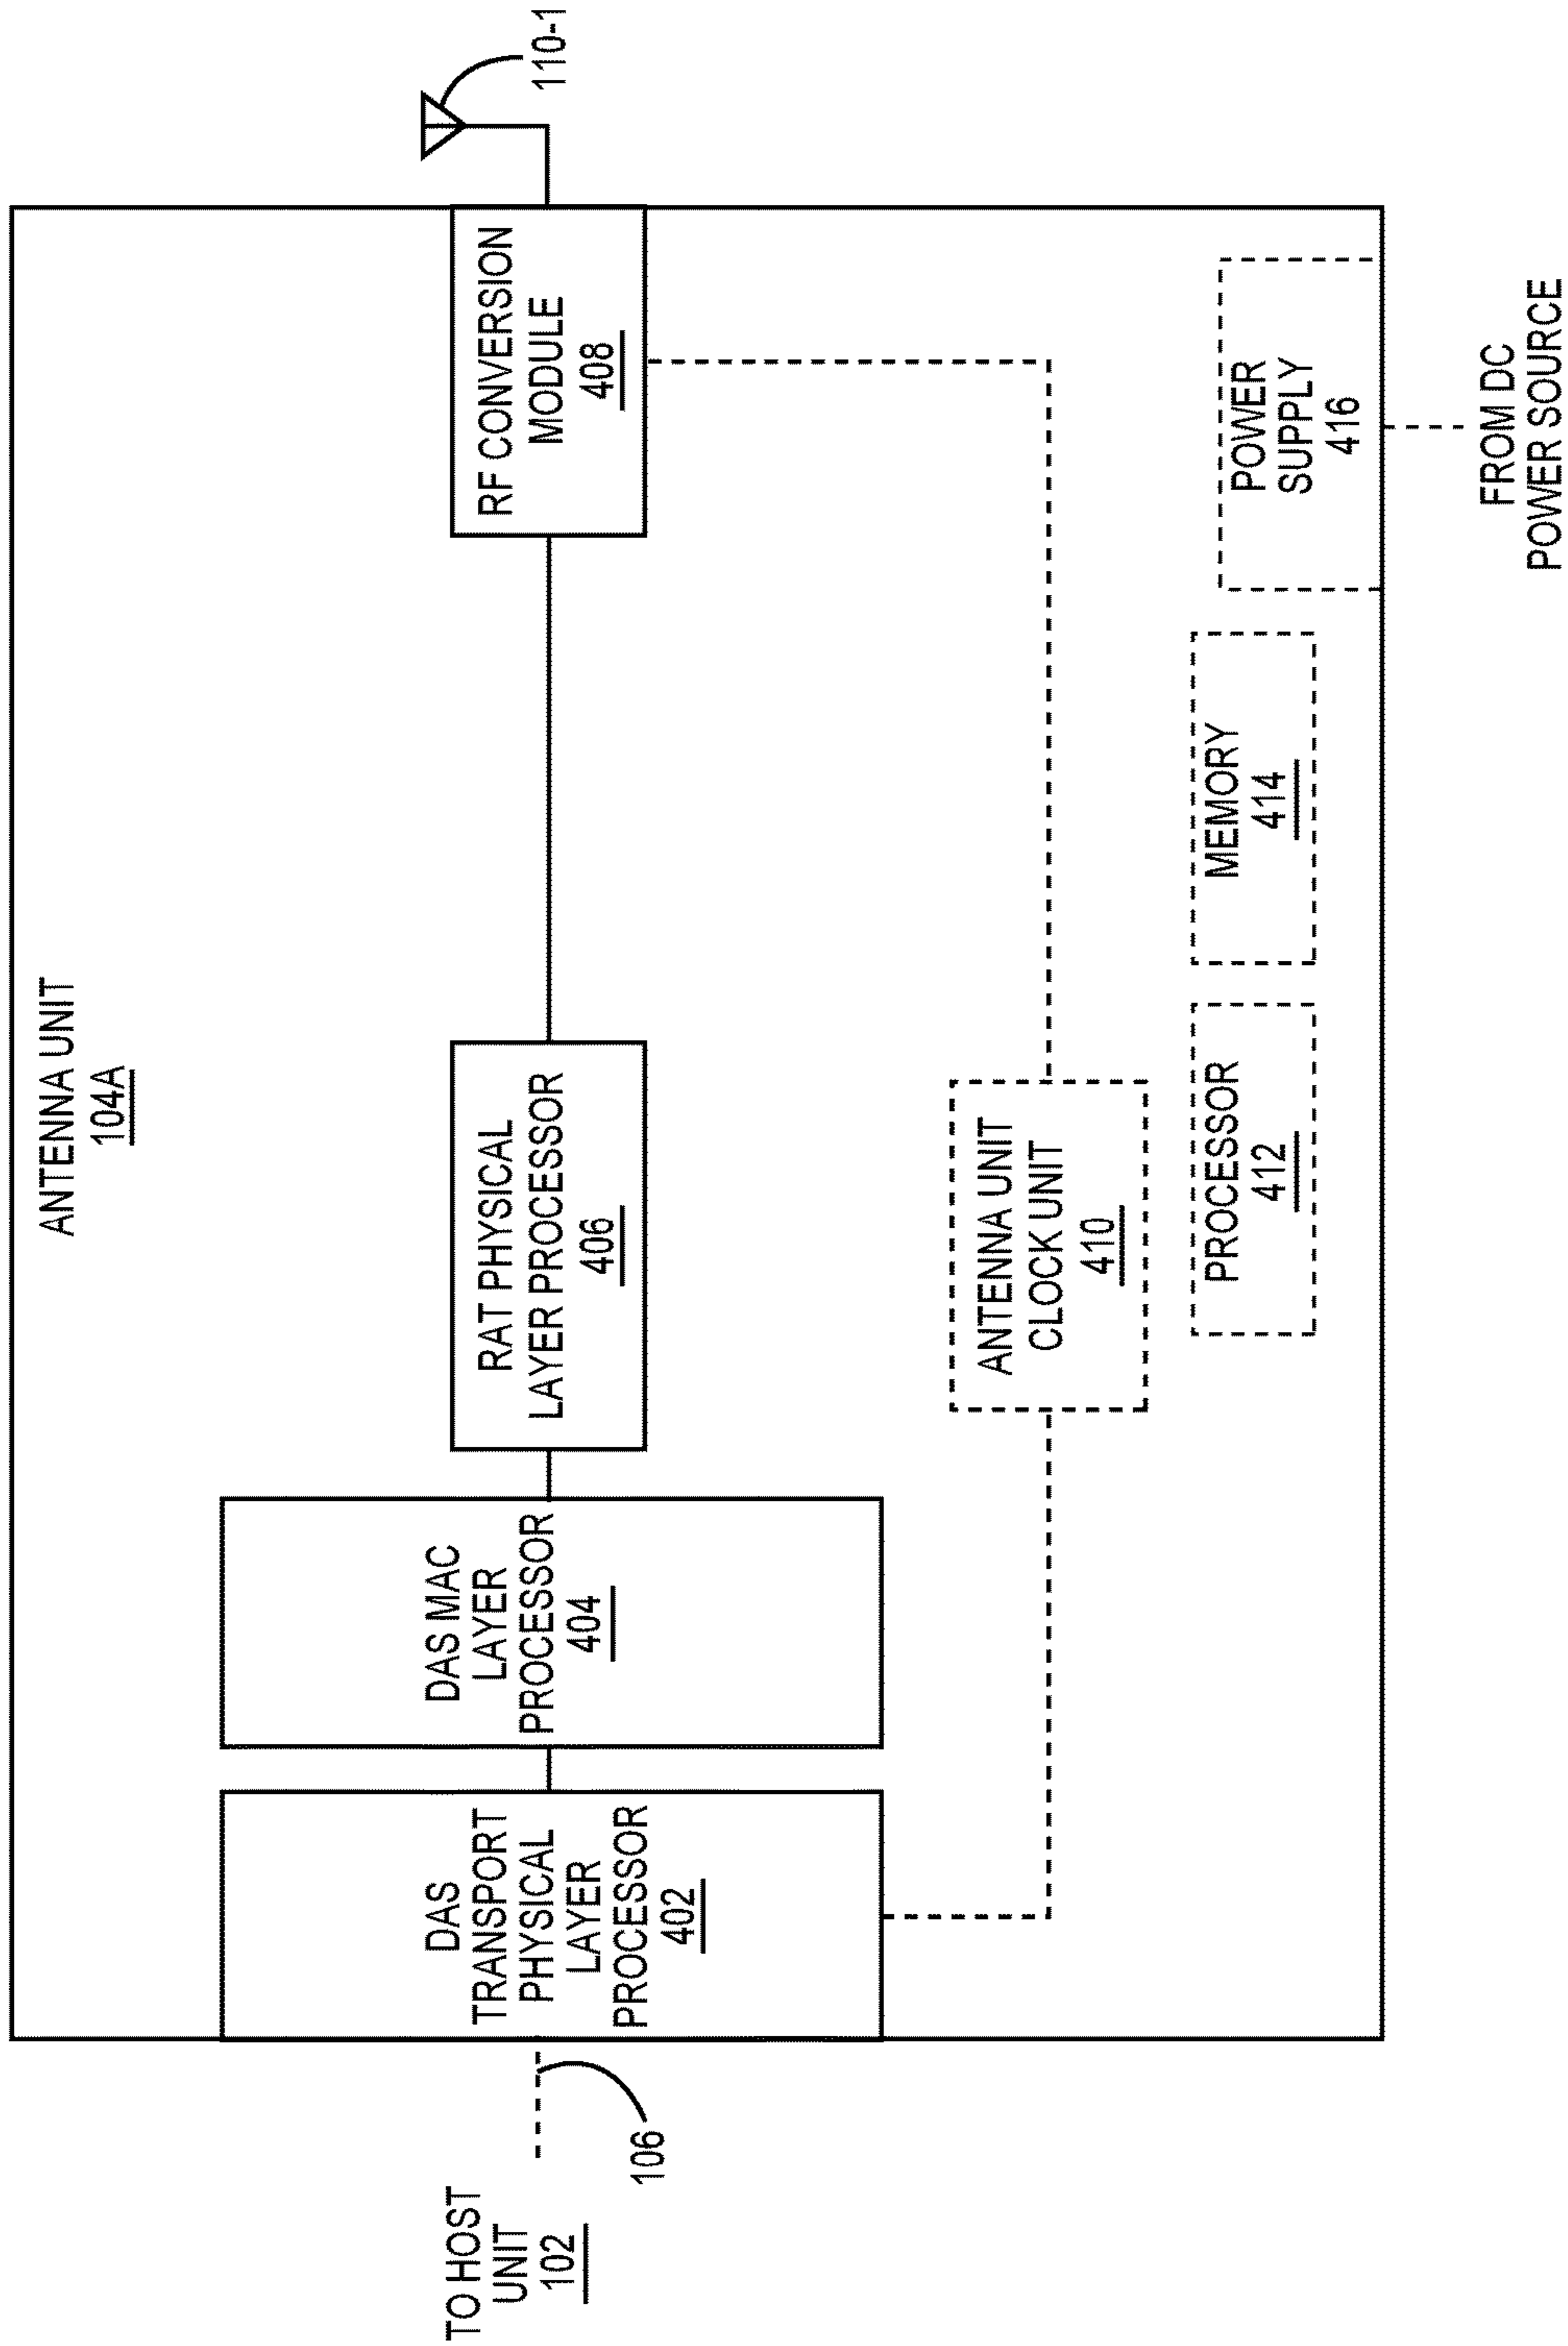 ANTENNA UNIT
104A
TO HOST
UNIT
102
106
DAS
TRANSPORT
PHYSICAL
LAYER
PROCESSOR
402
DAS MAC
LAYER
PROCESSOR
404
RAT PHYSICAL
LAYER PROCESSOR
406
RF CONVERSION
MODULE
408
110-1
ANTENNA UNIT
CLOCK UNIT
410
PROCESSOR
412
MEMORY
414
POWER
SUPPLY
416
FROM DC
POWER SOURCE